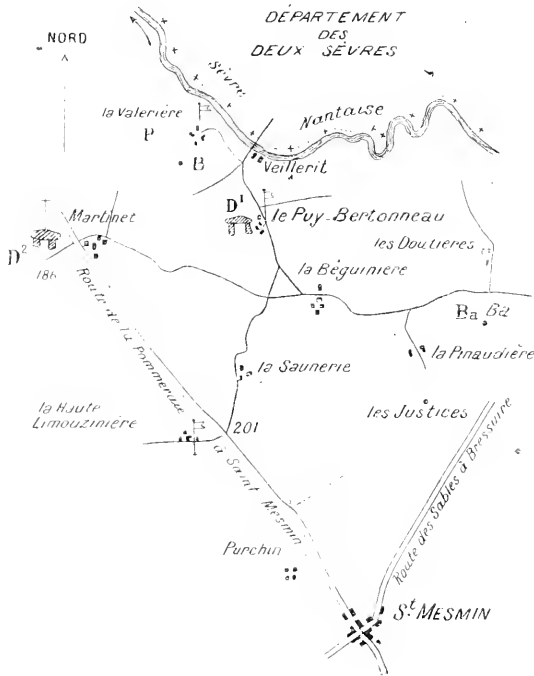 DÉPARTEMENT
DES
DEUX SÈVRES
NORD
Sèvre
Nantaise
la Valerière
P
B
Veillerit
D¹
le Puy-Bertonneau
Martinet
D²
186
les Doutières
la Béguinière
Ba Ba
la Pinaudière
Route de la Pommeraie
à Saint Mesmin
la Saunerie
la Haute
Limouzinière
201
les Justices
Route des Sables à Bressuire
Purchin
Sᵗ MESMIN